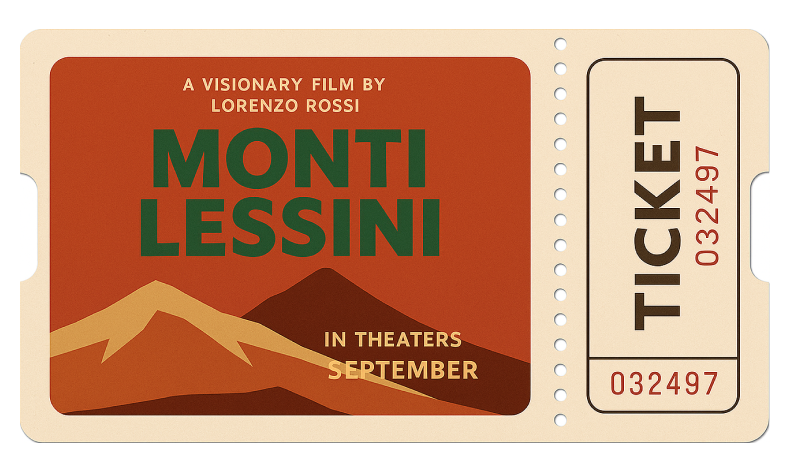 A VISIONARY FILM BY
LORENZO ROSSI
MONTI
LESSINI
IN THEATERS
SEPTEMBER
TICKET
032497
032497